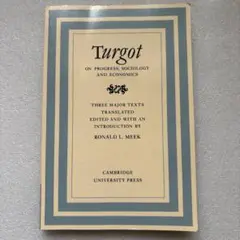 Turgot
ON PROGRESS, SOCIOLOGY
AND ECONOMICS
THREE MAJOR TEXTS
TRANSLATED
EDITED AND WITH AN
INTRODUCTION BY
RONALD L. MEEK
CAMBRIDGE
UNIVERSITY PRESS